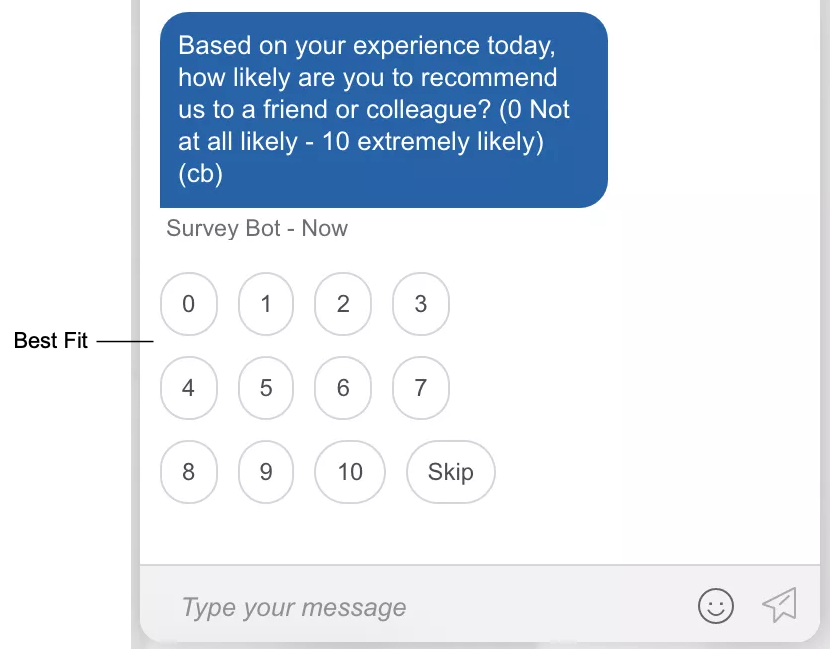 Based on your experience today,
how likely are you to recommend
us to a friend or colleague? (0 Not
at all likely - 10 extremely likely)
(cb)
Survey Bot - Now
0 1 2 3
Best Fit
4 5 6 7
8 9 10 Skip
Type your message